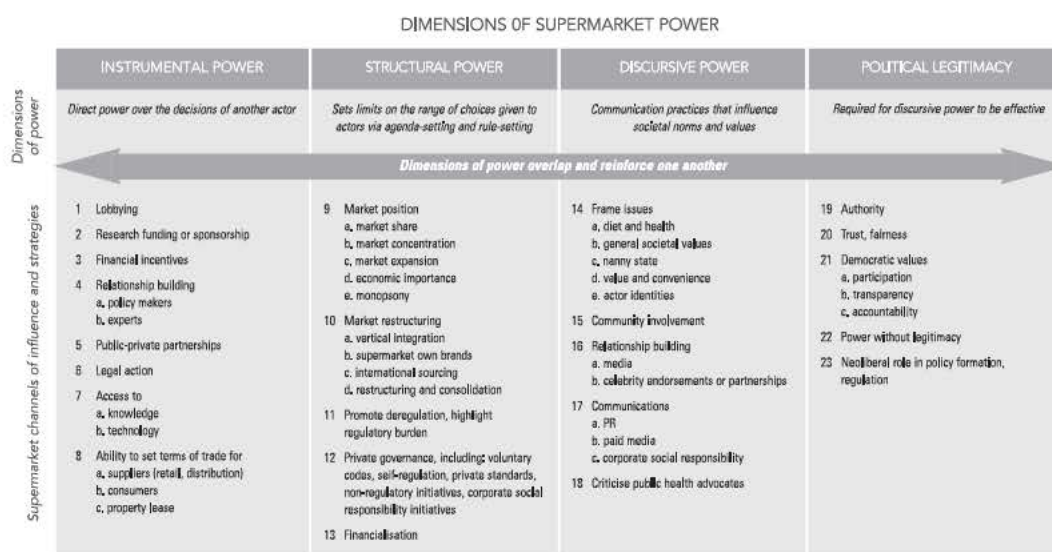 DIMENSIONS OF SUPERMARKET POWER
Dimensions
of power
INSTRUMENTAL POWER
Direct power over the decisions of another actor
STRUCTURAL POWER
Sets limits on the range of choices given to
actors via agenda-setting and rule-setting
DISCURSIVE POWER
Communication practices that influence
societal norms and values
POLITICAL LEGITIMACY
Required for discursive power to be effective
Dimensions of power overlap and reinforce one another
Supermarket channels of influence and strategies
1 Lobbying
2 Research funding or sponsorship
3 Financial incentives
4 Relationship building
a. policy makers
b. experts
5 Public-private partnerships
6 Legal action
7 Access to
a. knowledge
b. technology
8 Ability to set terms of trade for
a. suppliers (retail, distribution)
b. consumers
c. property lease
9 Market position
a. market share
b. market concentration
c. market expansion
d. economic importance
e. monopsony
10 Market restructuring
a. vertical integration
b. supermarket own brands
c. international sourcing
d. restructuring and consolidation
11 Promote deregulation, highlight
regulatory burden
12 Private governance, including: voluntary
codes, self-regulation, private standards,
non-regulatory initiatives, corporate social
responsibility initiatives
13 Financialisation
14 Frame issues
a. diet and health
b. general societal values
c. nanny state
d. value and convenience
e. actor identities
15 Community involvement
16 Relationship building
a. media
b. celebrity endorsements or partnerships
17 Communications
a. PR
b. paid media
c. corporate social responsibility
18 Criticise public health advocates
19 Authority
20 Trust, fairness
21 Democratic values
a. participation
b. transparency
c. accountability
22 Power without legitimacy
23 Neoliberal role in policy formation,
regulation